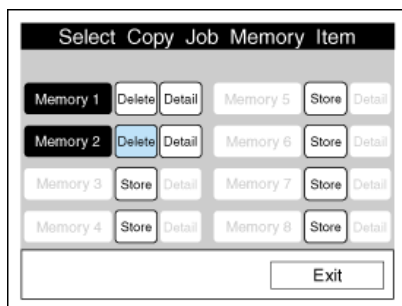 Select Copy Job Memory Item
Memory 1 Delete Detail Memory 5 Store Detail
Memory 2 Delete Detail Memory 6 Store Detail
Memory 3 Store Detail Memory 7 Store Detail
Memory 4 Store Detail Memory 8 Store Detail
Exit